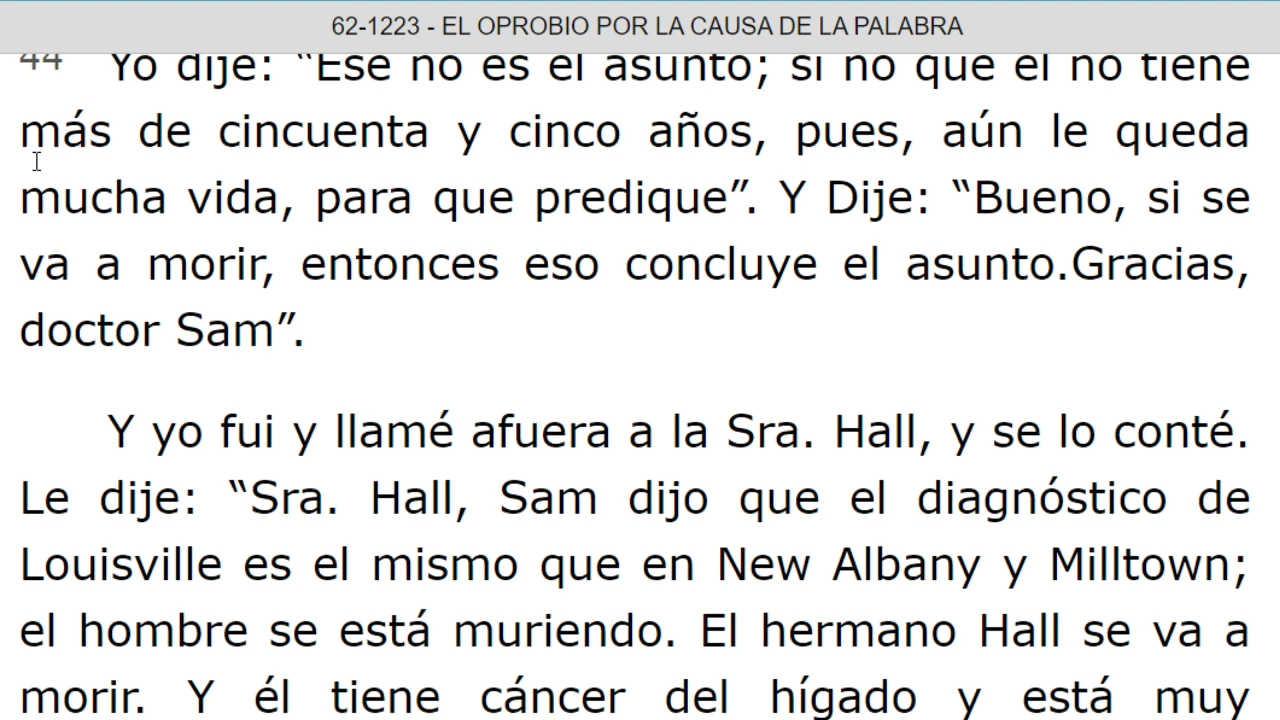 62-1223 - EL OPROBIO POR LA CAUSA DE LA PALABRA
44 Yo dije: “Ese no es el asunto; si no que él no tiene
más de cincuenta y cinco años, pues, aún le queda
mucha vida, para que predique”. Y Dije: “Bueno, si se
va a morir, entonces eso concluye el asunto.Gracias,
doctor Sam”.
Y yo fui y llamé afuera a la Sra. Hall, y se lo conté.
Le dije: “Sra. Hall, Sam dijo que el diagnóstico de
Louisville es el mismo que en New Albany y Milltown;
el hombre se está muriendo. El hermano Hall se va a
morir. Y él tiene cáncer del hígado y está muy